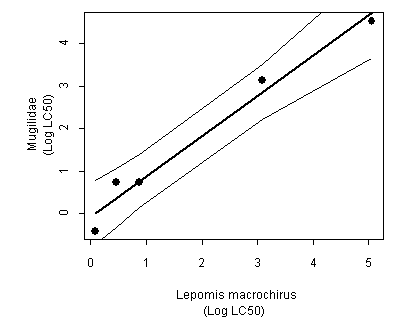 Mugilidae
(Log LC50)
4
3
2
1
0
0 1 2 3 4 5
Lepomis macrochirus
(Log LC50)